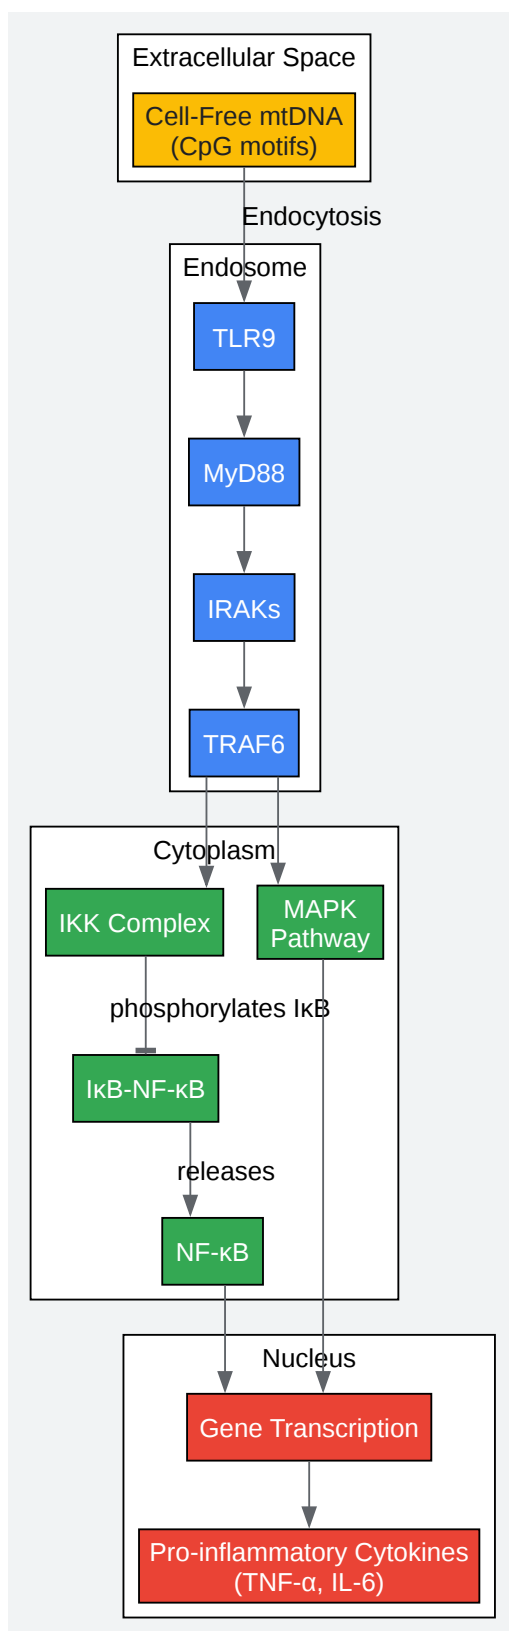 Extracellular Space
Cell-Free mtDNA
(CpG motifs)
Endocytosis
Endosome
TLR9
MyD88
IRAKs
TRAF6
Cytoplasm
IKK Complex
MAPK
Pathway
phosphorylates IκB
IκB-NF-κB
releases
NF-κB
Nucleus
Gene Transcription
Pro-inflammatory Cytokines
(TNF-α, IL-6)